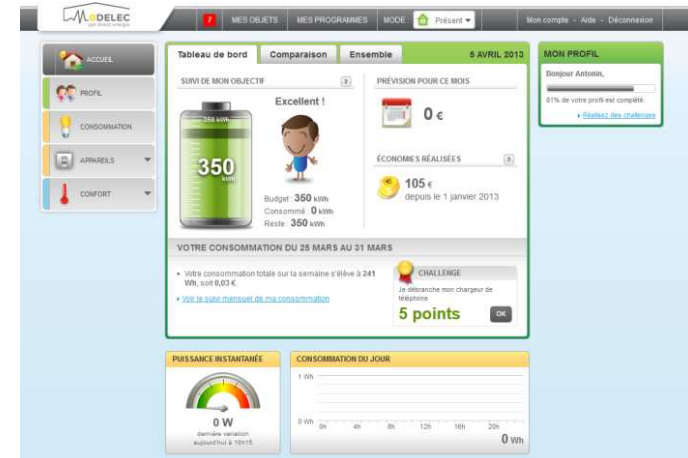 MODELEC
par direct energie
7
MES OBJETS
MES PROGRAMMES
MODE :
Présent
Mon compte - Aide - Déconnexion
ACCUEIL
PROFIL
CONSOMMATION
APPAREILS
CONFORT
Tableau de bord
Comparaison
Ensemble
5 AVRIL 2013
SUIVI DE MON OBJECTIF
?
Excellent !
350 kWh
350
kWh
Budget : 350 kWh
Consommé : 0 kWh
Reste : 350 kWh
PRÉVISION POUR CE MOIS
0 €
ÉCONOMIES RÉALISÉES
?
105 €
depuis le 1 janvier 2013
VOTRE CONSOMMATION DU 25 MARS AU 31 MARS
Votre consommation totale sur la semaine s'élève à 241
Wh, soit 0,03 €.
Voir le suivi mensuel de ma consommation
CHALLENGE
Je débranche mon chargeur de
téléphone
5 points
OK
MON PROFIL
Bonjour Antonin,
81% de votre profil est complété.
Réalisez des challenges
PUISSANCE INSTANTANÉE
0 W
dernière variation
aujourd'hui à 10h15
CONSOMMATION DU JOUR
1 Wh
0 Wh
0h 4h 8h 12h 16h 20h
0 Wh